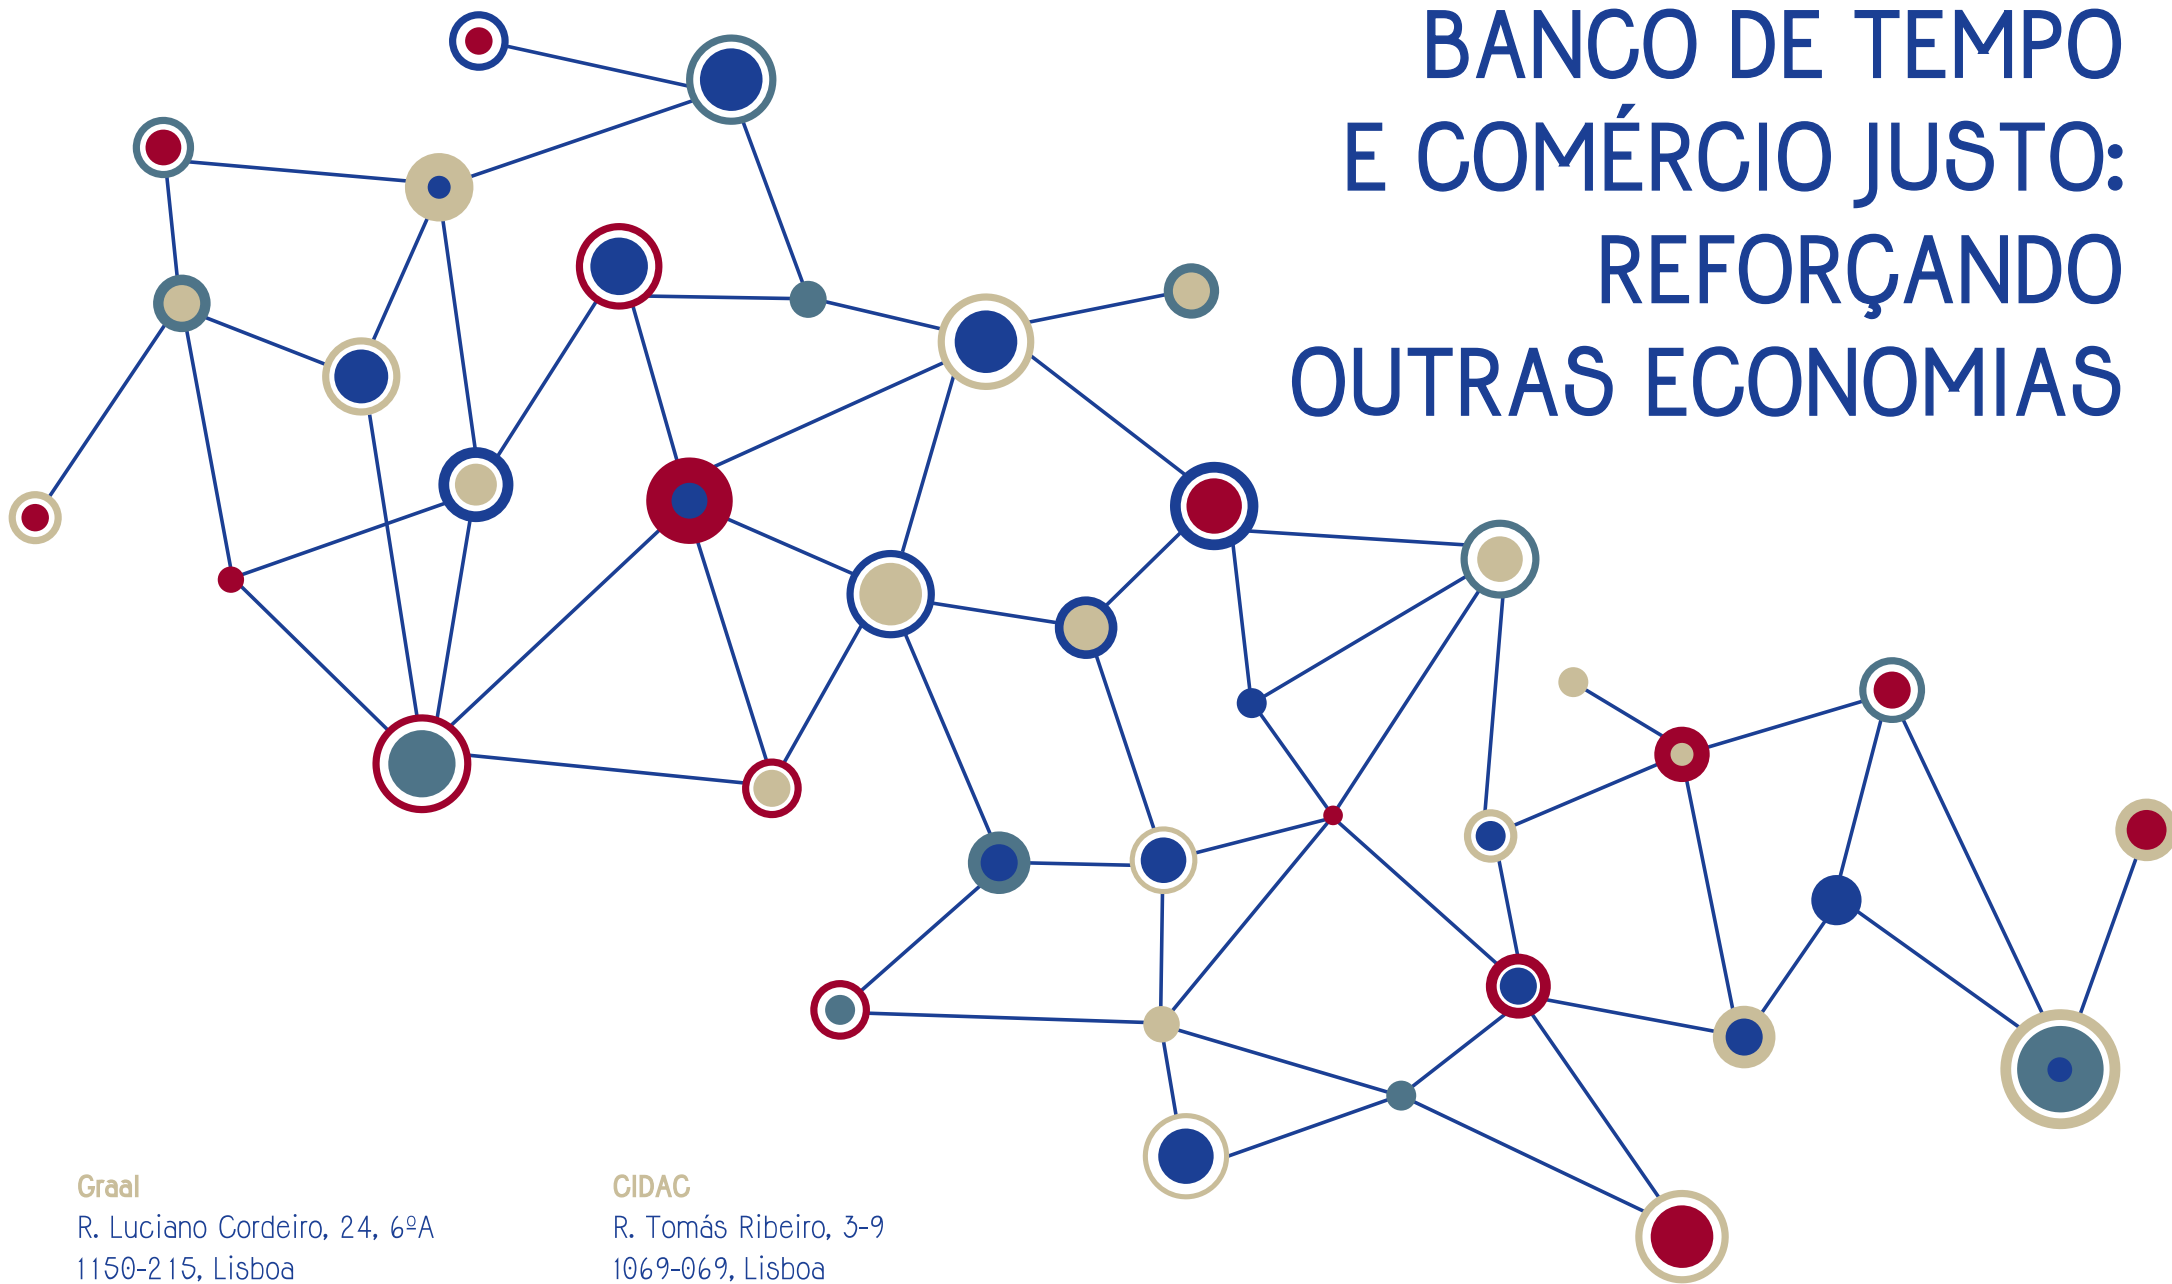 BANCO DE TEMPO
E COMÉRCIO JUSTO:
REFORÇANDO
OUTRAS ECONOMIAS
Graal
R. Luciano Cordeiro, 24, 6ºA
1150-215, Lisboa
CIDAC
R. Tomás Ribeiro, 3-9
1069-069, Lisboa